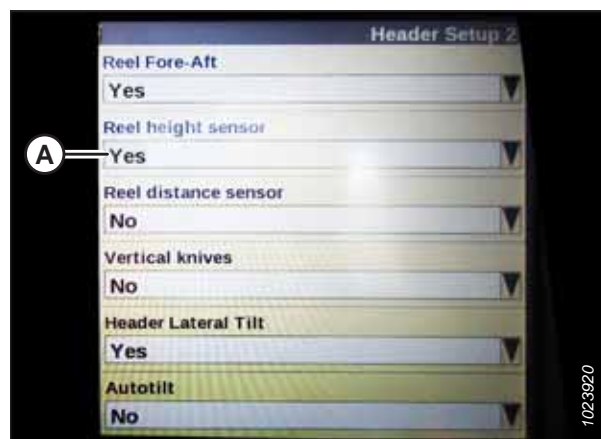 Header Setup 2
Reel Fore-Aft
Yes
Reel height sensor
A
Yes
Reel distance sensor
No
Vertical knives
No
Header Lateral Tilt
Yes
Autotilt
No
1023920